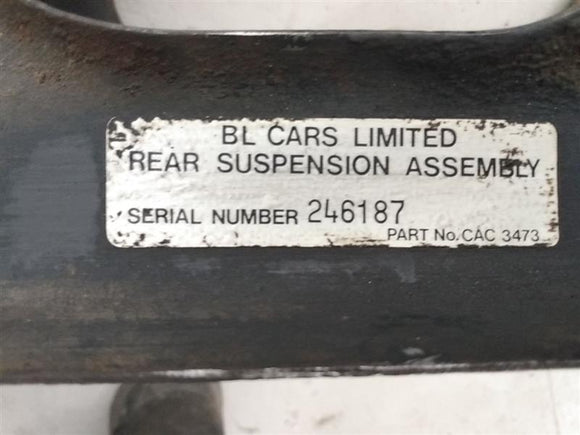 BL CARS LIMITED
REAR SUSPENSION ASSEMBLY
SERIAL NUMBER 246187
PART No. CAC 3473